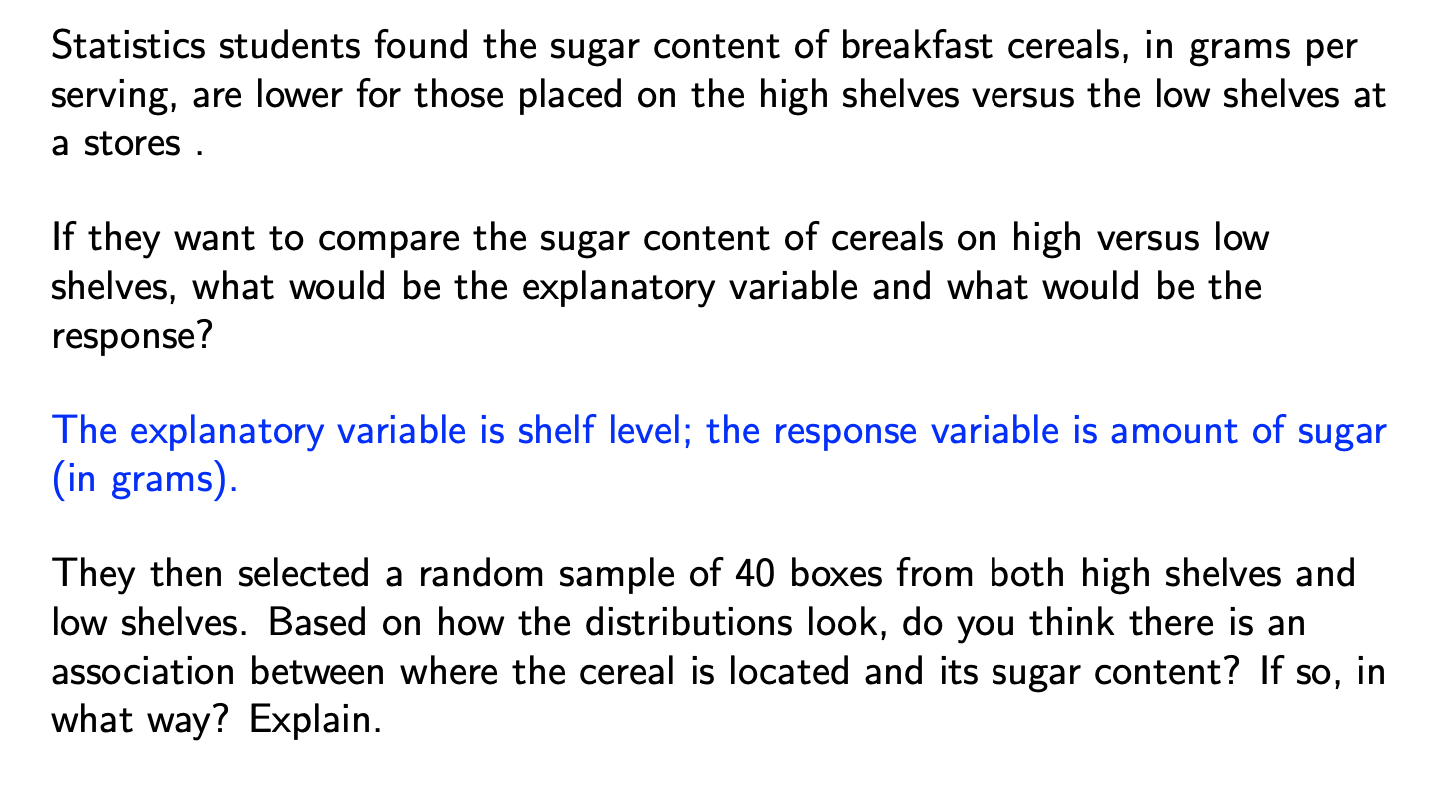 Statistics students found the sugar content of breakfast cereals, in grams per
serving, are lower for those placed on the high shelves versus the low shelves at
a stores .
If they want to compare the sugar content of cereals on high versus low
shelves, what would be the explanatory variable and what would be the
response?
The explanatory variable is shelf level; the response variable is amount of sugar
(in grams).
They then selected a random sample of 40 boxes from both high shelves and
low shelves. Based on how the distributions look, do you think there is an
association between where the cereal is located and its sugar content? If so, in
what way? Explain.